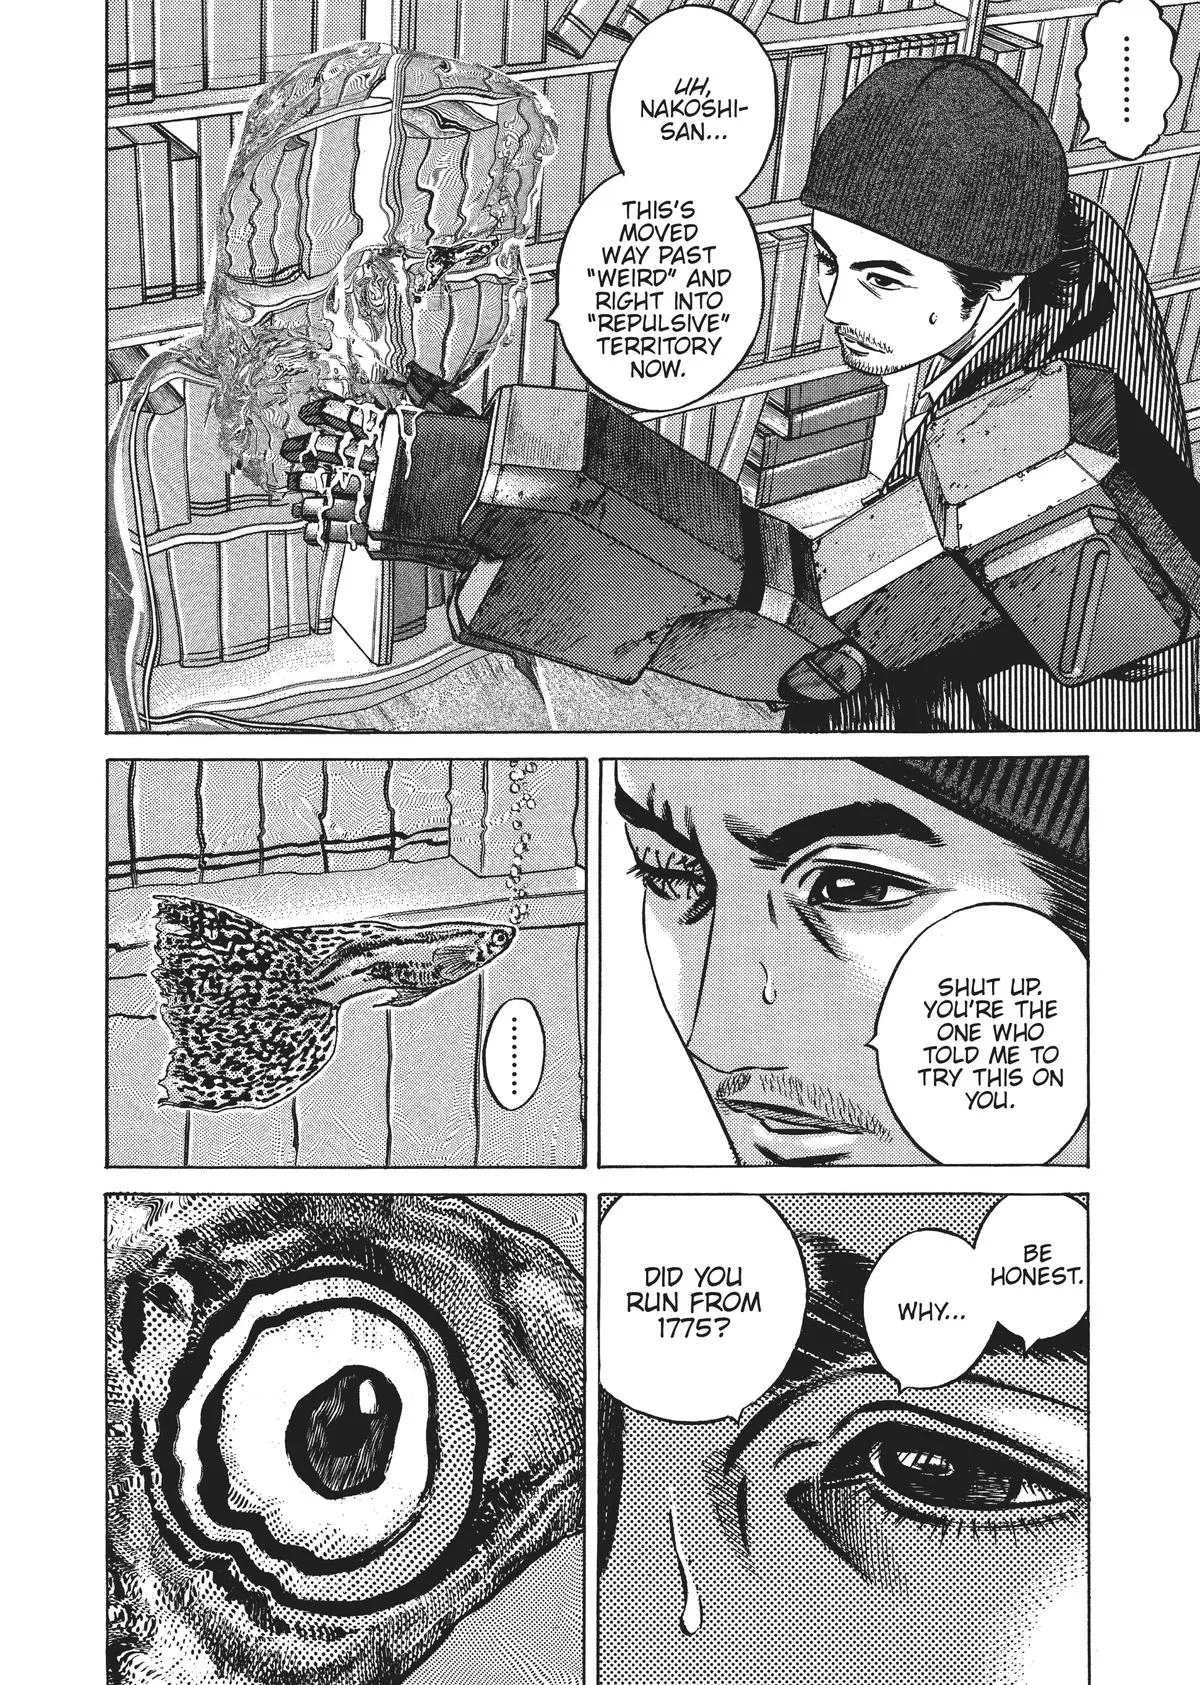 .........
UH,
NAKOSHI-
SAN...
THIS'S
MOVED
WAY PAST
"WEIRD" AND
RIGHT INTO
"REPULSIVE"
TERRITORY
NOW.
SHUT UP.
YOU'RE THE
ONE WHO
TOLD ME TO
TRY THIS ON
YOU.
.........
BE
HONEST.
WHY...
DID YOU
RUN FROM
1775?